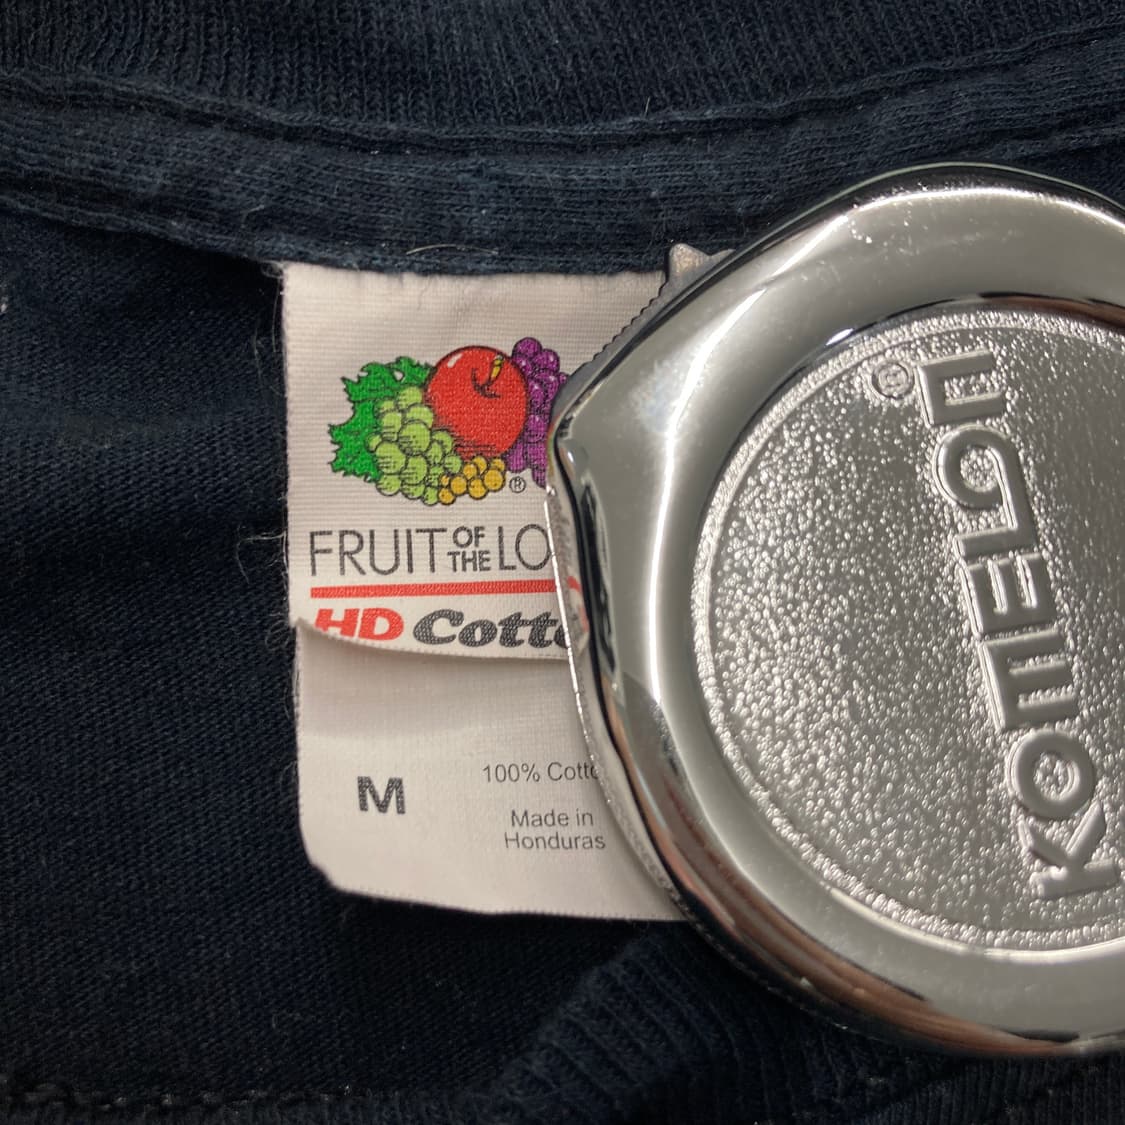 FRUIT OF THE LO
HD Cotto
M
100% Cotto
Made in
Honduras
KOMELON®